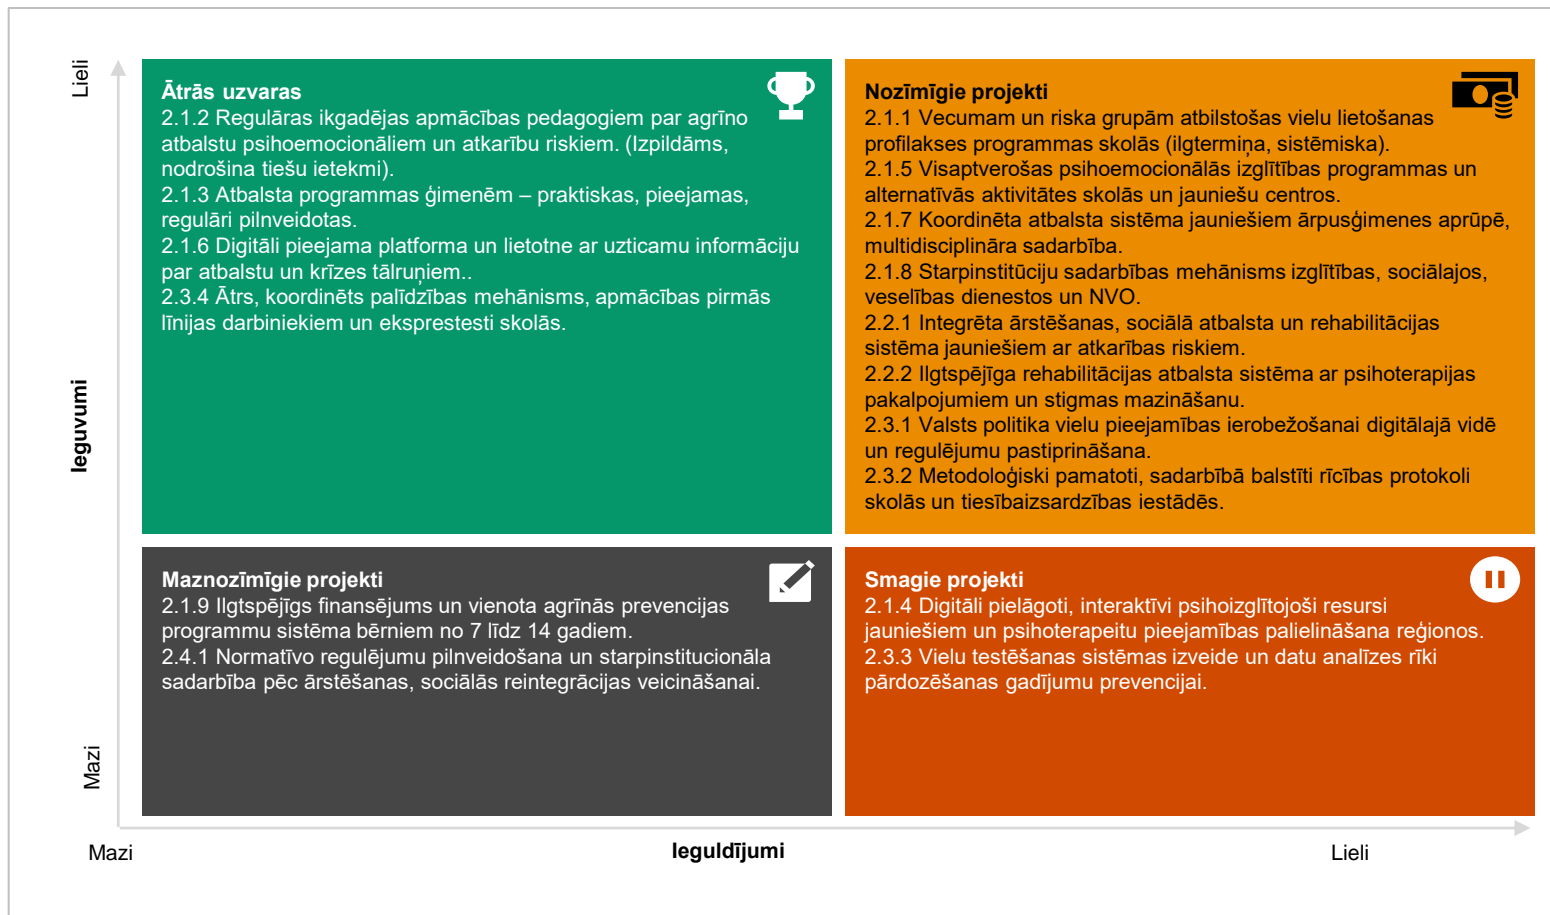 Lieli
Ieguvumi
Mazi
Ātrās uzvaras
2.1.2 Regulāras ikgadējas apmācības pedagogiem par agrīno
atbalstu psihoemocionāliem un atkarību riskiem. (Izpildāms,
nodrošina tiešu ietekmi).
2.1.3 Atbalsta programmas ģimenēm – praktiskas, pieejamas,
regulāri pilnveidotas.
2.1.6 Digitāli pieejama platforma un lietotne ar uzticamu informāciju
par atbalstu un krīzes tālruņiem..
2.3.4 Ātrs, koordinēts palīdzības mehānisms, apmācības pirmās
līnijas darbiniekiem un eksprestesti skolās.
Nozīmīgie projekti
2.1.1 Vecumam un riska grupām atbilstošas vielu lietošanas
profilakses programmas skolās (ilgtermiņa, sistēmiska).
2.1.5 Visaptverošas psihoemocionālās izglītības programmas un
alternatīvās aktivitātes skolās un jauniešu centros.
2.1.7 Koordinēta atbalsta sistēma jauniešiem ārpusģimenes aprūpē,
multidisciplināra sadarbība.
2.1.8 Starpinstitūciju sadarbības mehānisms izglītības, sociālajos,
veselības dienestos un NVO.
2.2.1 Integrēta ārstēšanas, sociālā atbalsta un rehabilitācijas
sistēma jauniešiem ar atkarības riskiem.
2.2.2 Ilgtspējīga rehabilitācijas atbalsta sistēma ar psihoterapijas
pakalpojumiem un stigmas mazināšanu.
2.3.1 Valsts politika vielu pieejamības ierobežošanai digitālajā vidē
un regulējumu pastiprināšana.
2.3.2 Metodoloģiski pamatoti, sadarbībā balstīti rīcības protokoli
skolās un tiesībaizsardzības iestādēs.
Maznozīmīgie projekti
2.1.9 Ilgtspējīgs finansējums un vienota agrīnās prevencijas
programmu sistēma bērniem no 7 līdz 14 gadiem.
2.4.1 Normatīvo regulējumu pilnveidošana un starpinstitucionāla
sadarbība pēc ārstēšanas, sociālās reintegrācijas veicināšanai.
Smagie projekti
2.1.4 Digitāli pielāgoti, interaktīvi psihoizglītojoši resursi
jauniešiem un psihoterapeitu pieejamības palielināšana reģionos.
2.3.3 Vielu testēšanas sistēmas izveide un datu analīzes rīki
pārdozēšanas gadījumu prevencijai.
Mazi
Ieguldījumi
Lieli